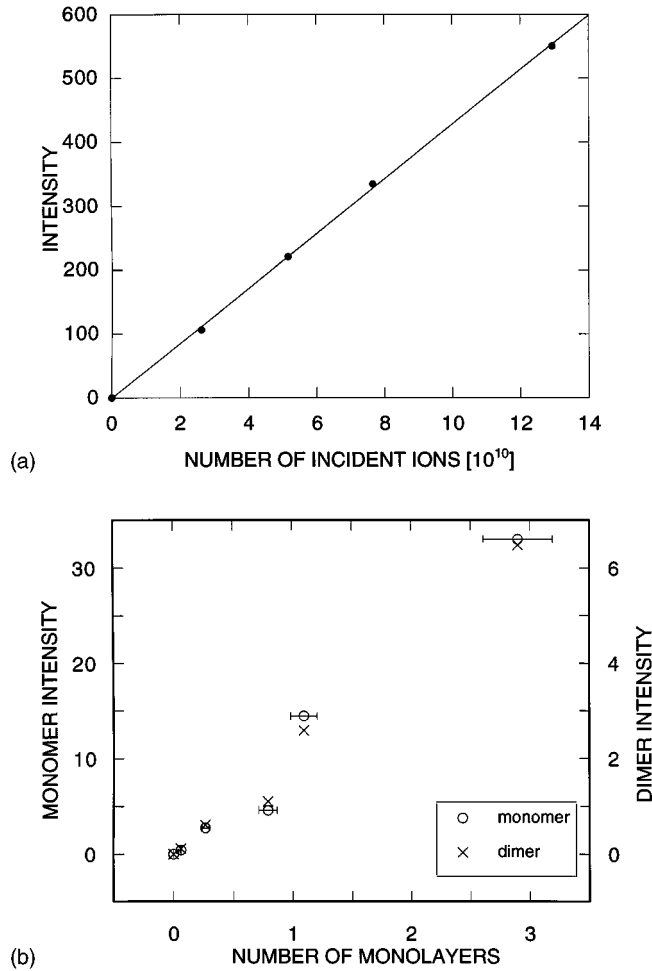 600
500
400
300
200
100
0
INTENSITY
0 2 4 6 8 10 12 14
(a) NUMBER OF INCIDENT IONS [10¹⁰]
30
20
10
0
MONOMER INTENSITY
6
4
2
0
DIMER INTENSITY
monomer
dimer
0 1 2 3
(b) NUMBER OF MONOLAYERS